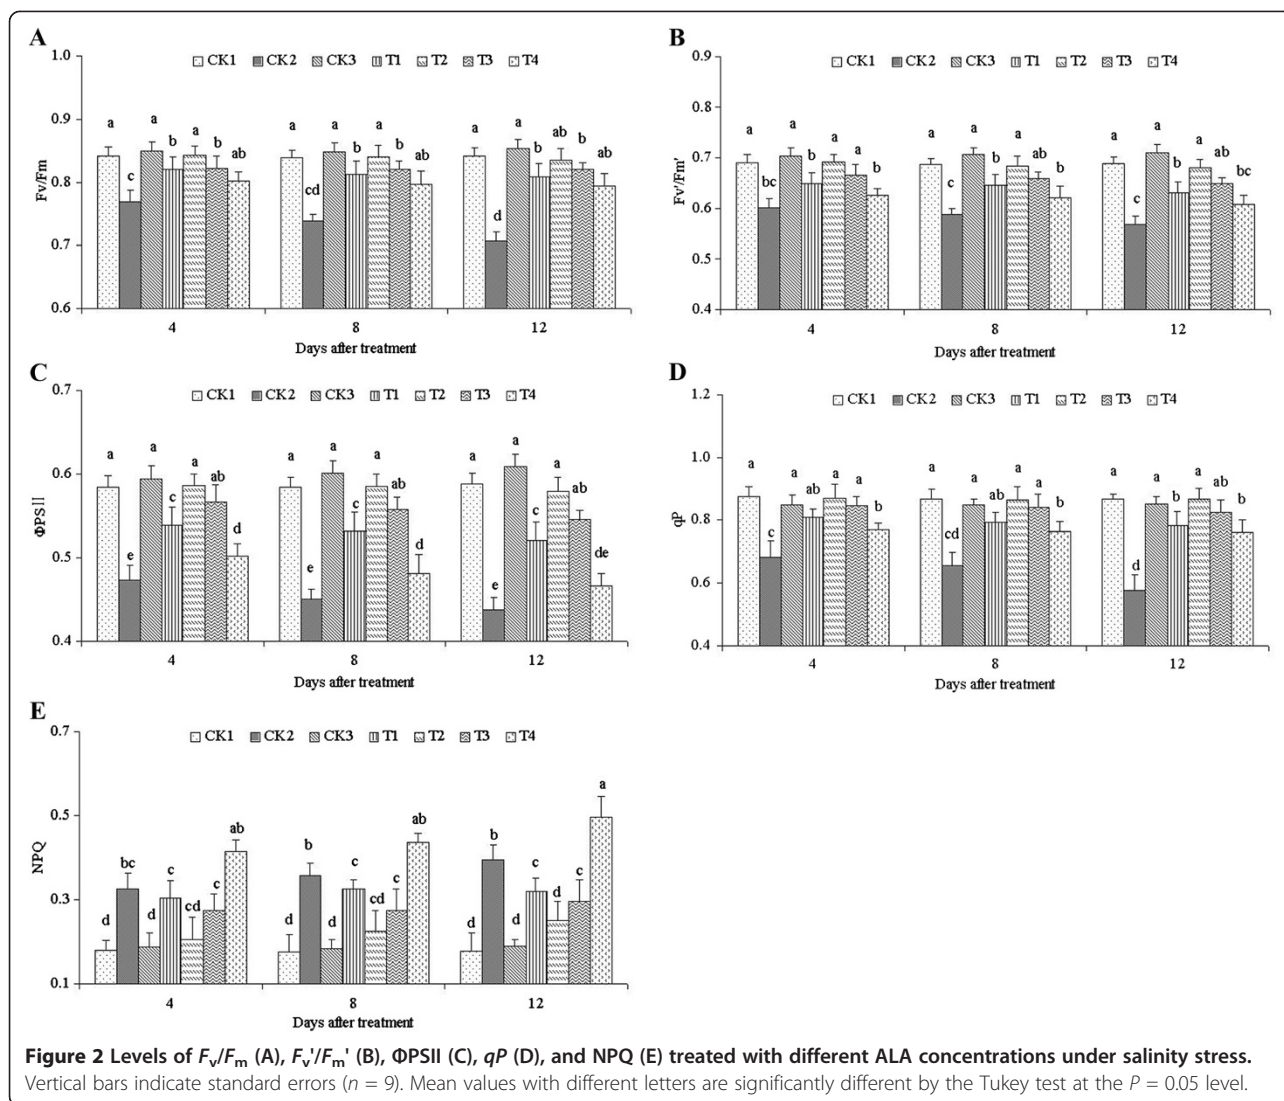 A
1.0
CK1 CK2 CK3 T1 T2 T3 T4
0.9
a a a
b b ab
c
a a a
b b ab
cd
a a ab
b b ab
d
Fv/Fm
0.8
0.7
0.6
4 8 12
Days after treatment
B
0.9
CK1 CK2 CK3 T1 T2 T3 T4
0.8
a a a a
b b
bc
a a a ab
b b
c
a a a ab
b bc
c
Fv'/Fm'
0.7
0.6
0.5
0.4
4 8 12
Days after treatment
C
0.7
CK1 CK2 CK3 T1 T2 T3 T4
a a a ab
c d
e
a a a ab
c d
e
a a a ab
c de
e
ΦPSII
0.6
0.5
0.4
4 8 12
Days after treatment
D
1.2
CK1 CK2 CK3 T1 T2 T3 T4
1.0
a a ab a a b
c
a a ab a a b
cd
a a b a ab b
d
qP
0.8
0.6
0.4
4 8 12
Days after treatment
E
0.7
CK1 CK2 CK3 T1 T2 T3 T4
0.5
d bc d c cd c ab
d b d c cd c ab
d b d c d c a
NPQ
0.3
0.1
4 8 12
Days after treatment
Figure 2 Levels of Fv/Fm (A), Fv'/Fm' (B), ΦPSII (C), qP (D), and NPQ (E) treated with different ALA concentrations under salinity stress.
Vertical bars indicate standard errors (n = 9). Mean values with different letters are significantly different by the Tukey test at the P = 0.05 level.